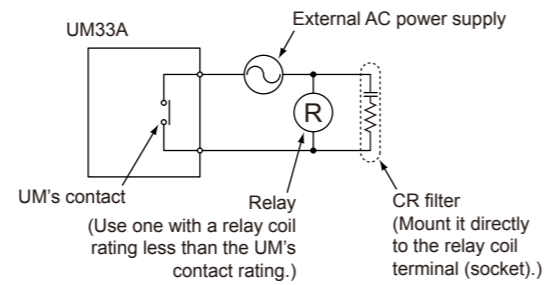 External AC power supply
UM33A
R
UM's contact
Relay
(Use one with a relay coil
rating less than the UM's
contact rating.)
CR filter
(Mount it directly
to the relay coil
terminal (socket).)